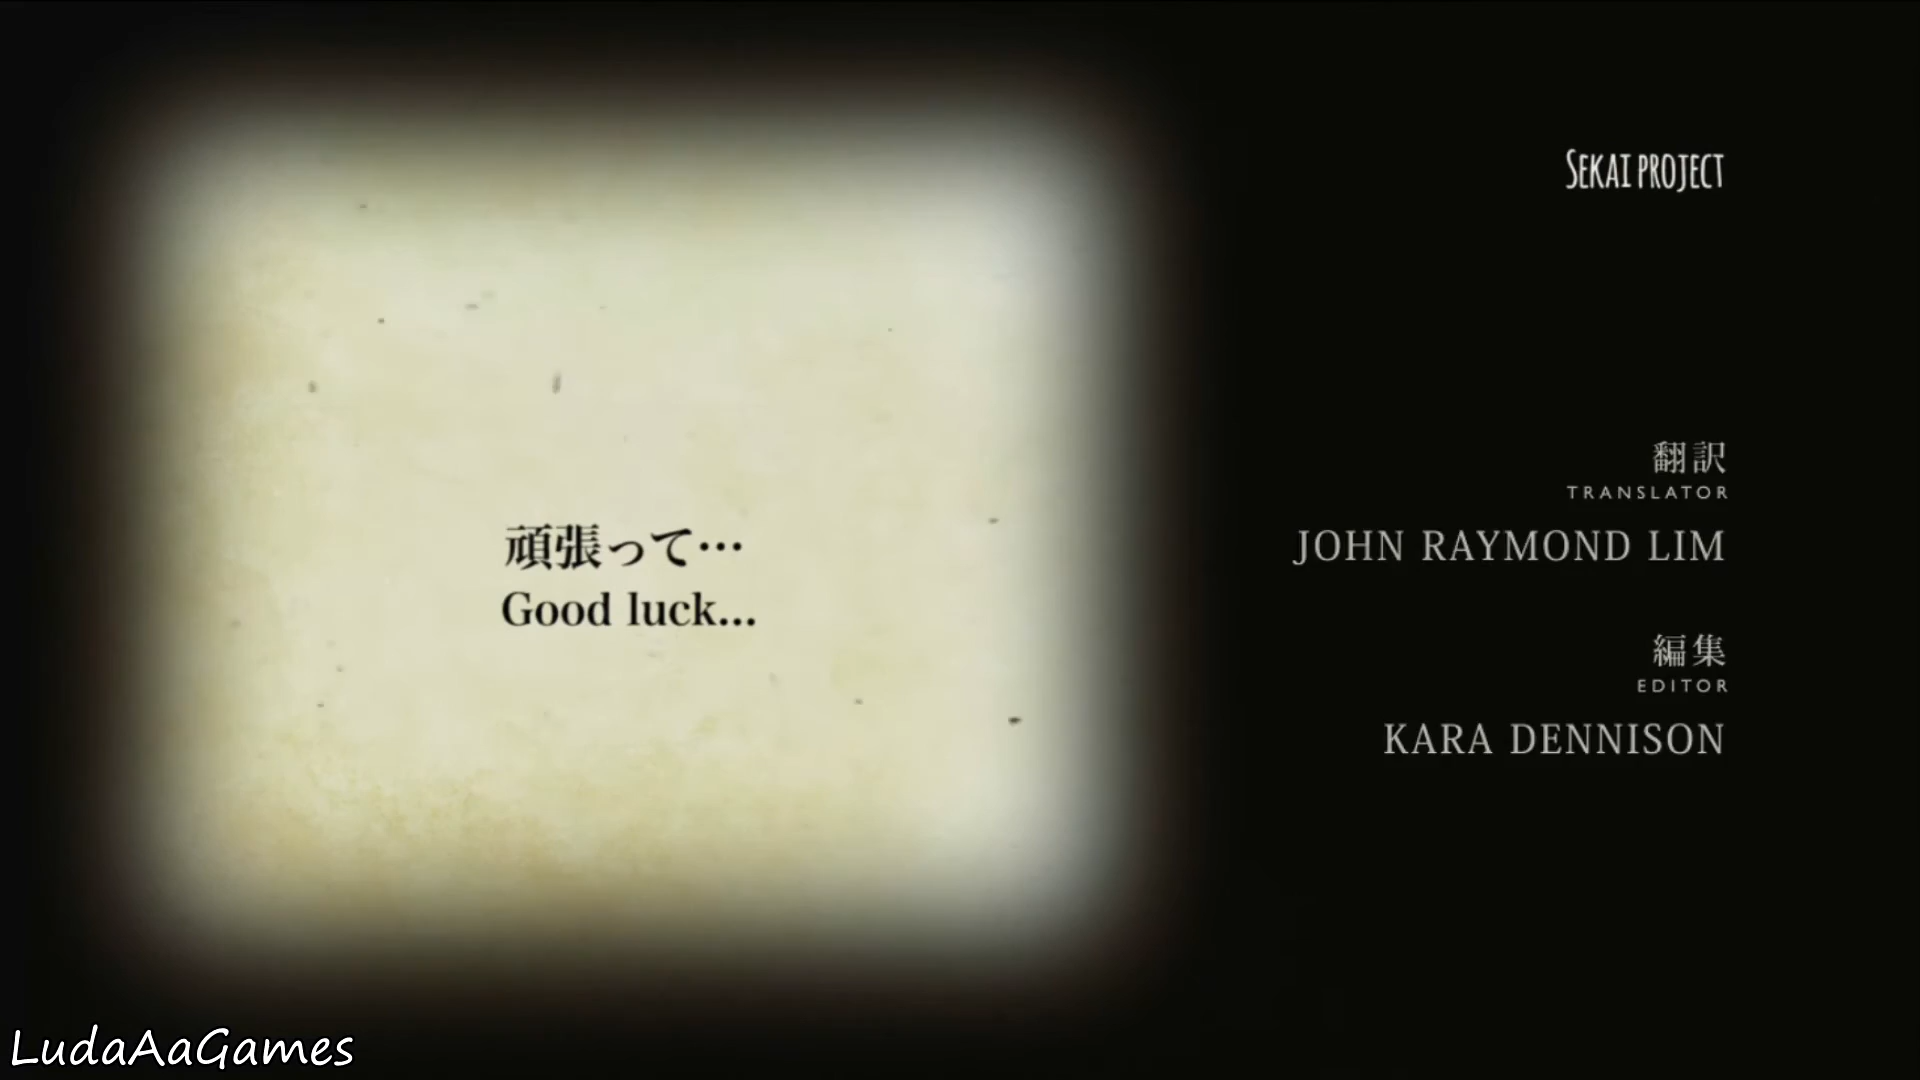 頑張って…
Good luck...
SEKAI PROJECT
翻訳
TRANSLATOR
JOHN RAYMOND LIM
編集
EDITOR
KARA DENNISON
LudaAaGames